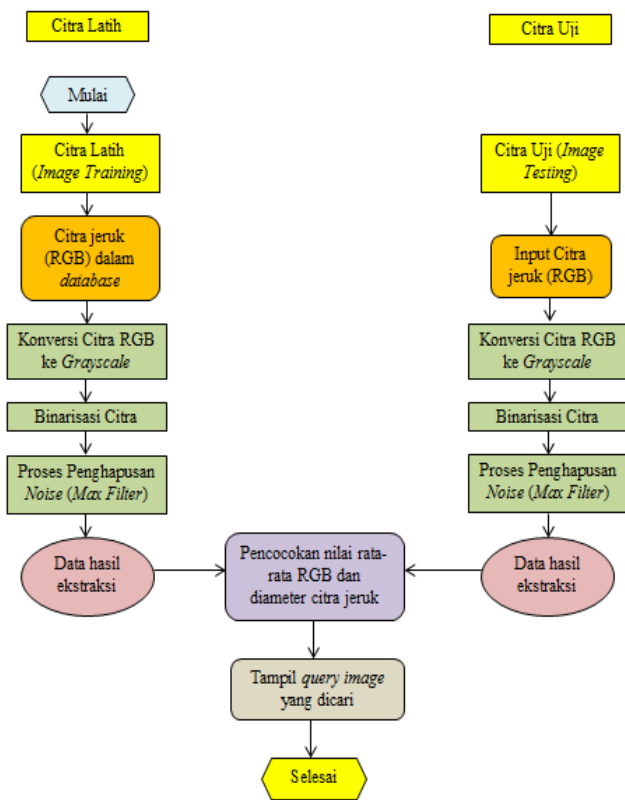 Citra Latih
Citra Uji
Mulai
Citra Latih
(Image Training)
Citra Uji (Image
Testing)
Citra jeruk
(RGB) dalam
database
Input Citra
jeruk (RGB)
Konversi Citra RGB
ke Grayscale
Konversi Citra RGB
ke Grayscale
Binarisasi Citra
Binarisasi Citra
Proses Penghapusan
Noise (Max Filter)
Proses Penghapusan
Noise (Max Filter)
Data hasil
ekstraksi
Pencocokan nilai rata-
rata RGB dan
diameter citra jeruk
Data hasil
ekstraksi
Tampil query image
yang dicari
Selesai